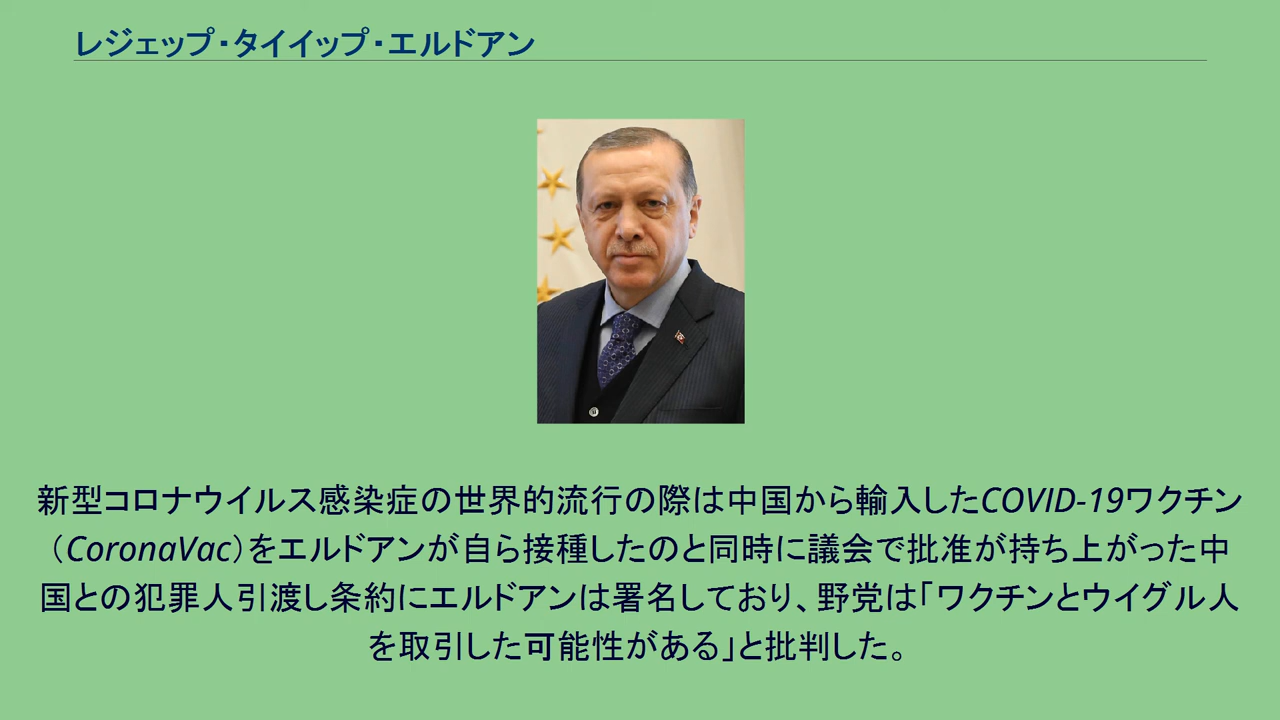 レジェップ・タイイップ・エルドアン
新型コロナウイルス感染症の世界的流行の際は中国から輸入したCOVID-19ワクチン
（CoronaVac）をエルドアンが自ら接種したのと同時に議会で批准が持ち上がった中
国との犯罪人引渡し条約にエルドアンは署名しており、野党は「ワクチンとウイグル人
を取引した可能性がある」と批判した。